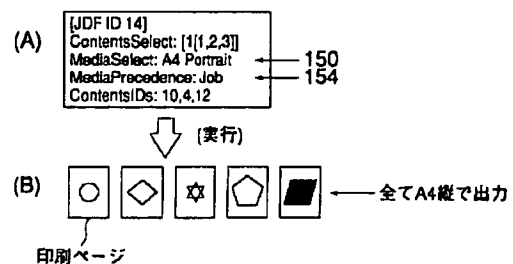 (A)
[JDF ID 14]
ContentsSelect: [1[1,2,3]]
MediaSelect: A4 Portrait
150
MediaPrecedence: Job
154
ContentsIDs: 10,4,12
(実行)
(B)
全てA4縦で出力
印刷ページ